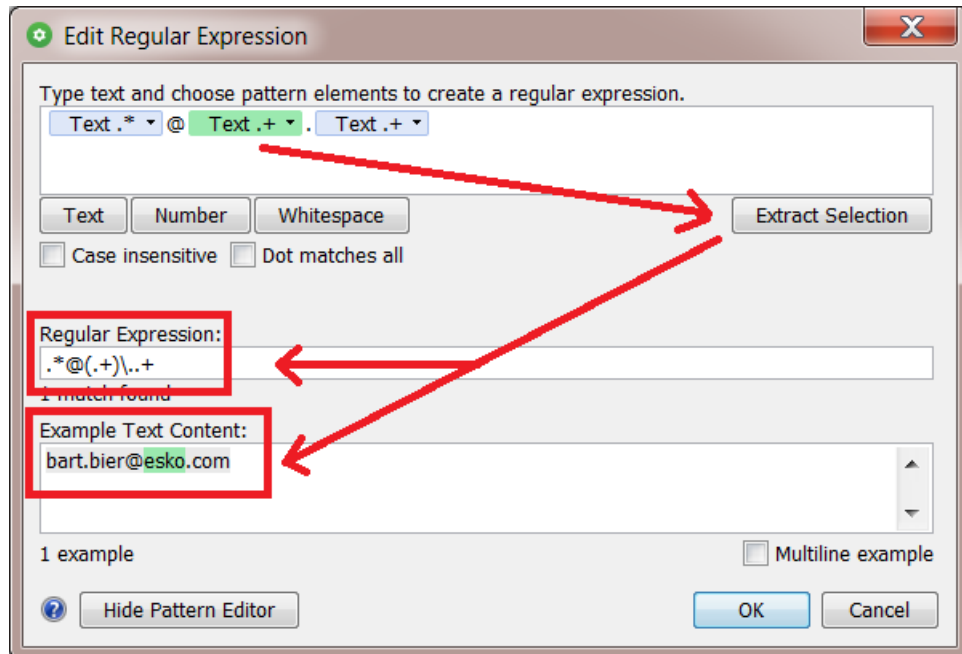 Edit Regular Expression
X
Type text and choose pattern elements to create a regular expression.
Text .* @ Text .+ . Text .+
Text Number Whitespace Extract Selection
Case insensitive Dot matches all
Regular Expression:
.*@(.+)\..+
1 match found
Example Text Content:
bart.bier@esko.com
1 example Multiline example
? Hide Pattern Editor OK Cancel